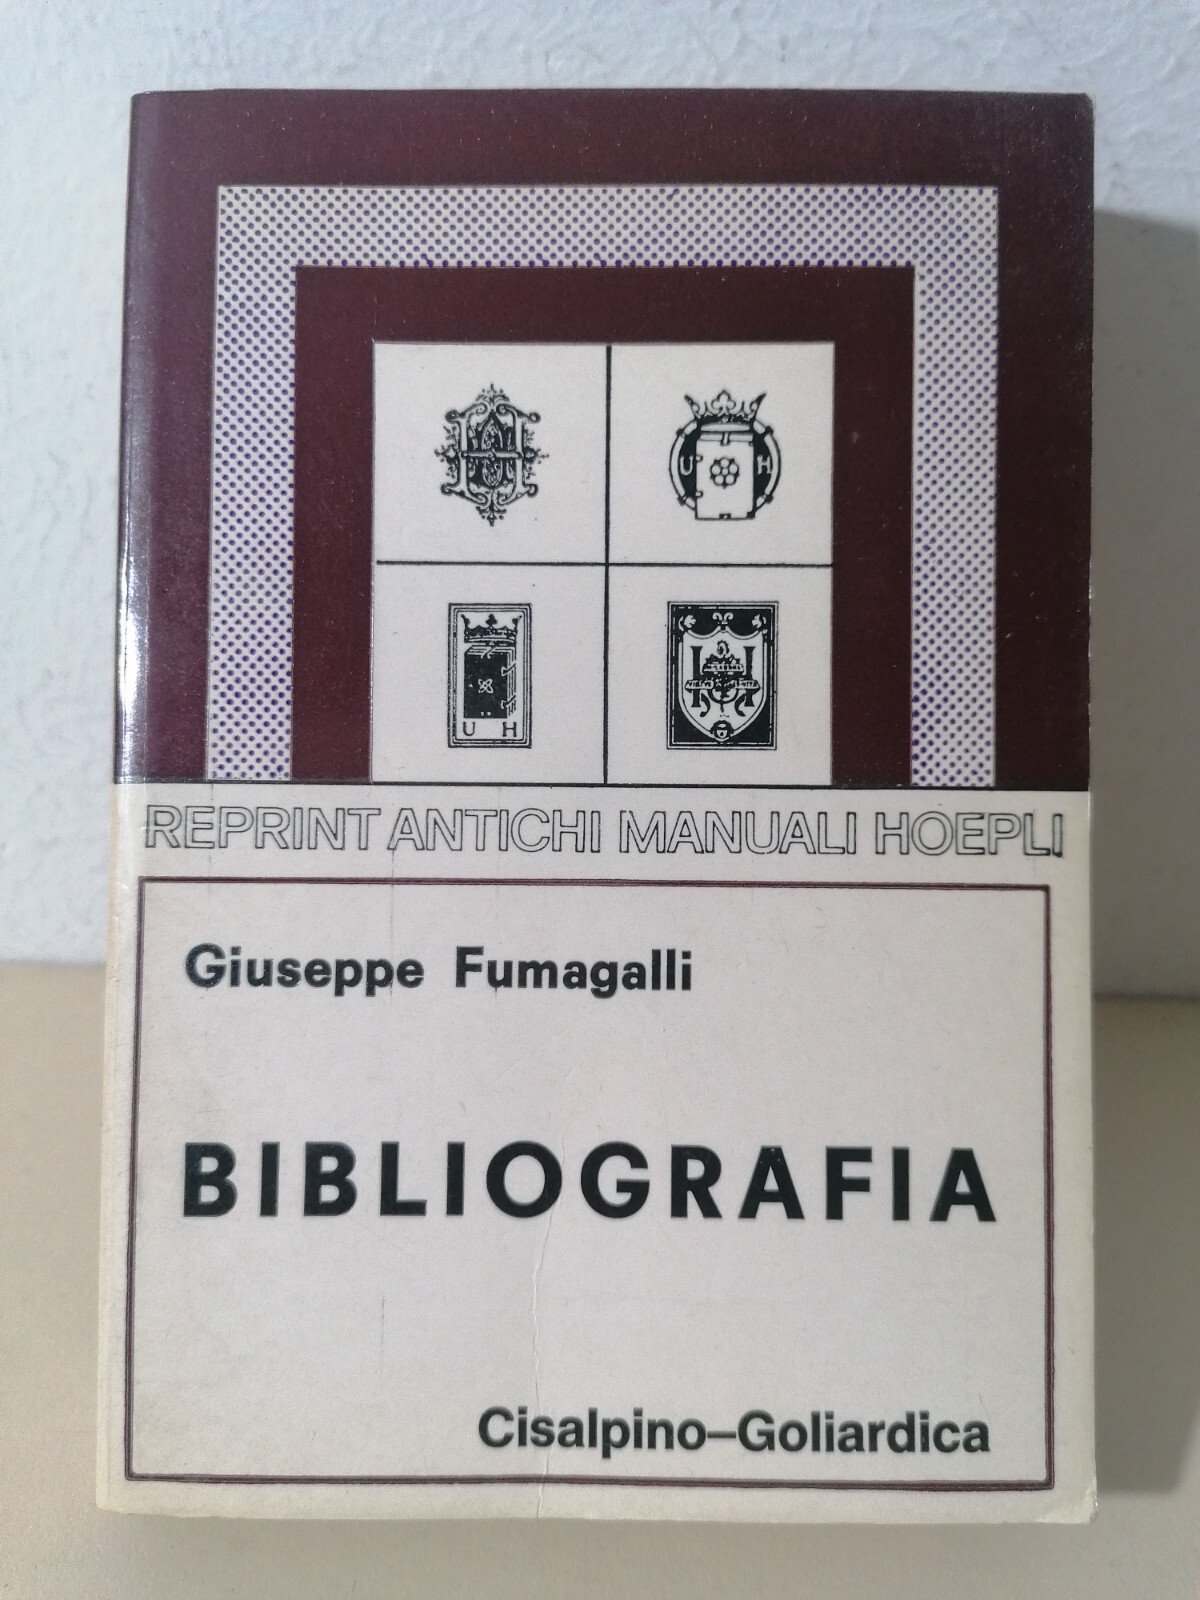 U H
U H
REPRINT ANTICHI MANUALI HOEPLI
Giuseppe Fumagalli
BIBLIOGRAFIA
Cisalpino–Goliardica